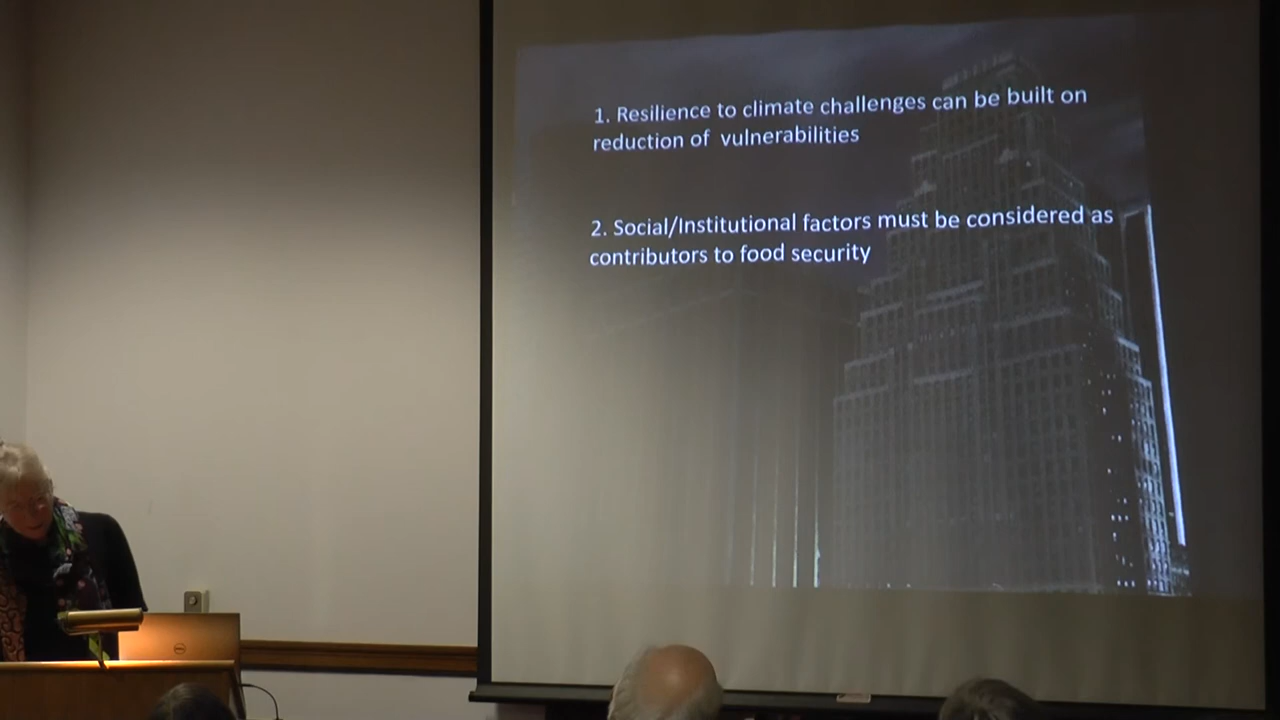 1. Resilience to climate challenges can be built on
reduction of vulnerabilities
2. Social/Institutional factors must be considered as
contributors to food security
DELL